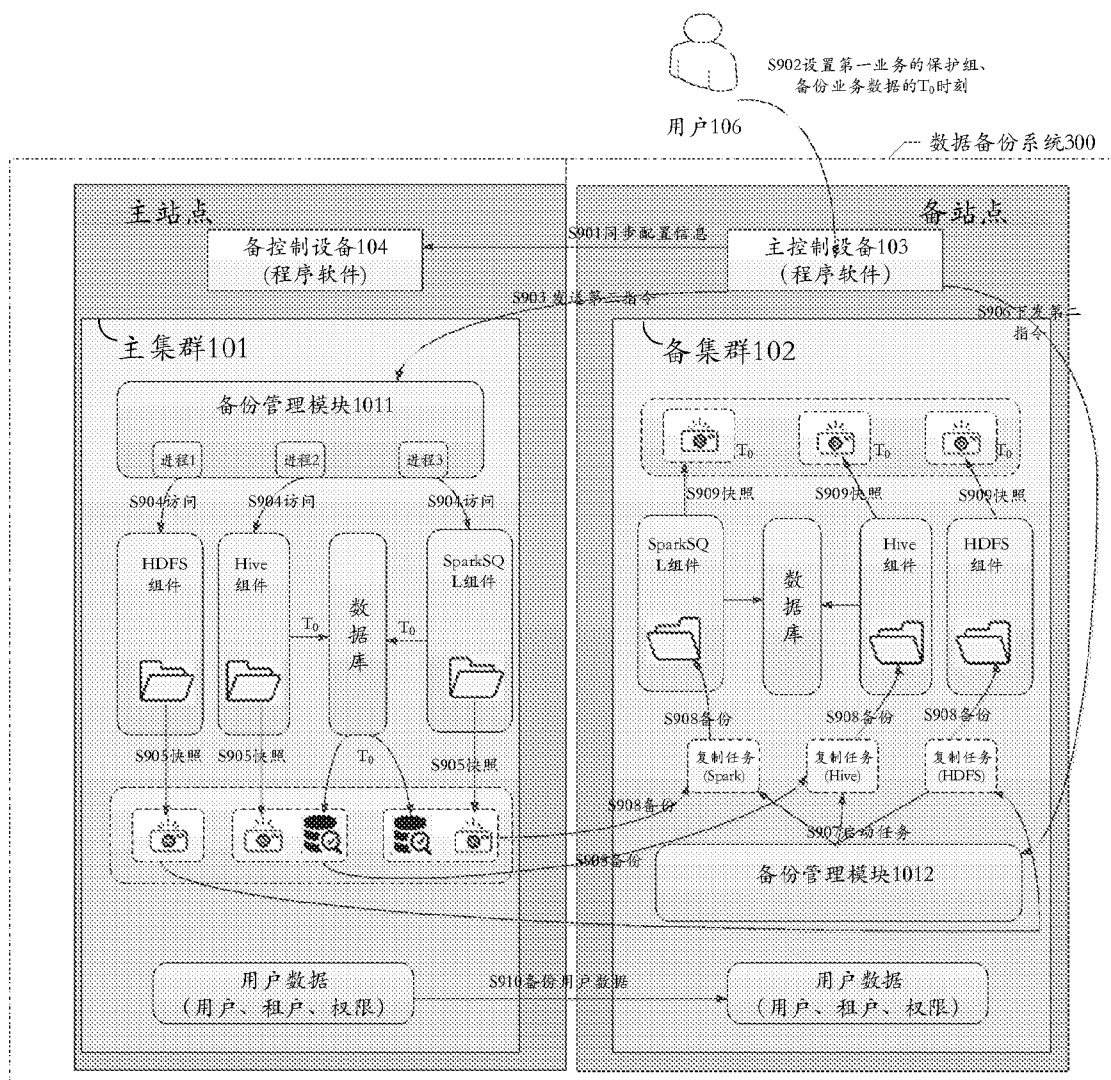 S902设置第一业务的保护组、
备份业务数据的T₀时刻
用户106
数据备份系统300
主站点
备站点
备控制设备104
(程序软件)
S901同步配置信息
主控制设备103
(程序软件)
S903发送第二指令
S906下发第二
指令
主集群101
备集群102
备份管理模块1011
进程1
进程2
进程3
T₀
T₀
T₀
S904访问
S904访问
S904访问
S909快照
S909快照
S909快照
HDFS
组件
Hive
组件
数据库
SparkSQ
L组件
T₀
T₀
SparkSQ
L组件
数据库
Hive
组件
HDFS
组件
S905快照
S905快照
T₀
S905快照
S908备份
S908备份
S908备份
复制任务
(Spark)
复制任务
(Hive)
复制任务
(HDFS)
S908备份
S907启动任务
S908备份
备份管理模块1012
用户数据
(用户、租户、权限)
S910备份用户数据
用户数据
(用户、租户、权限)